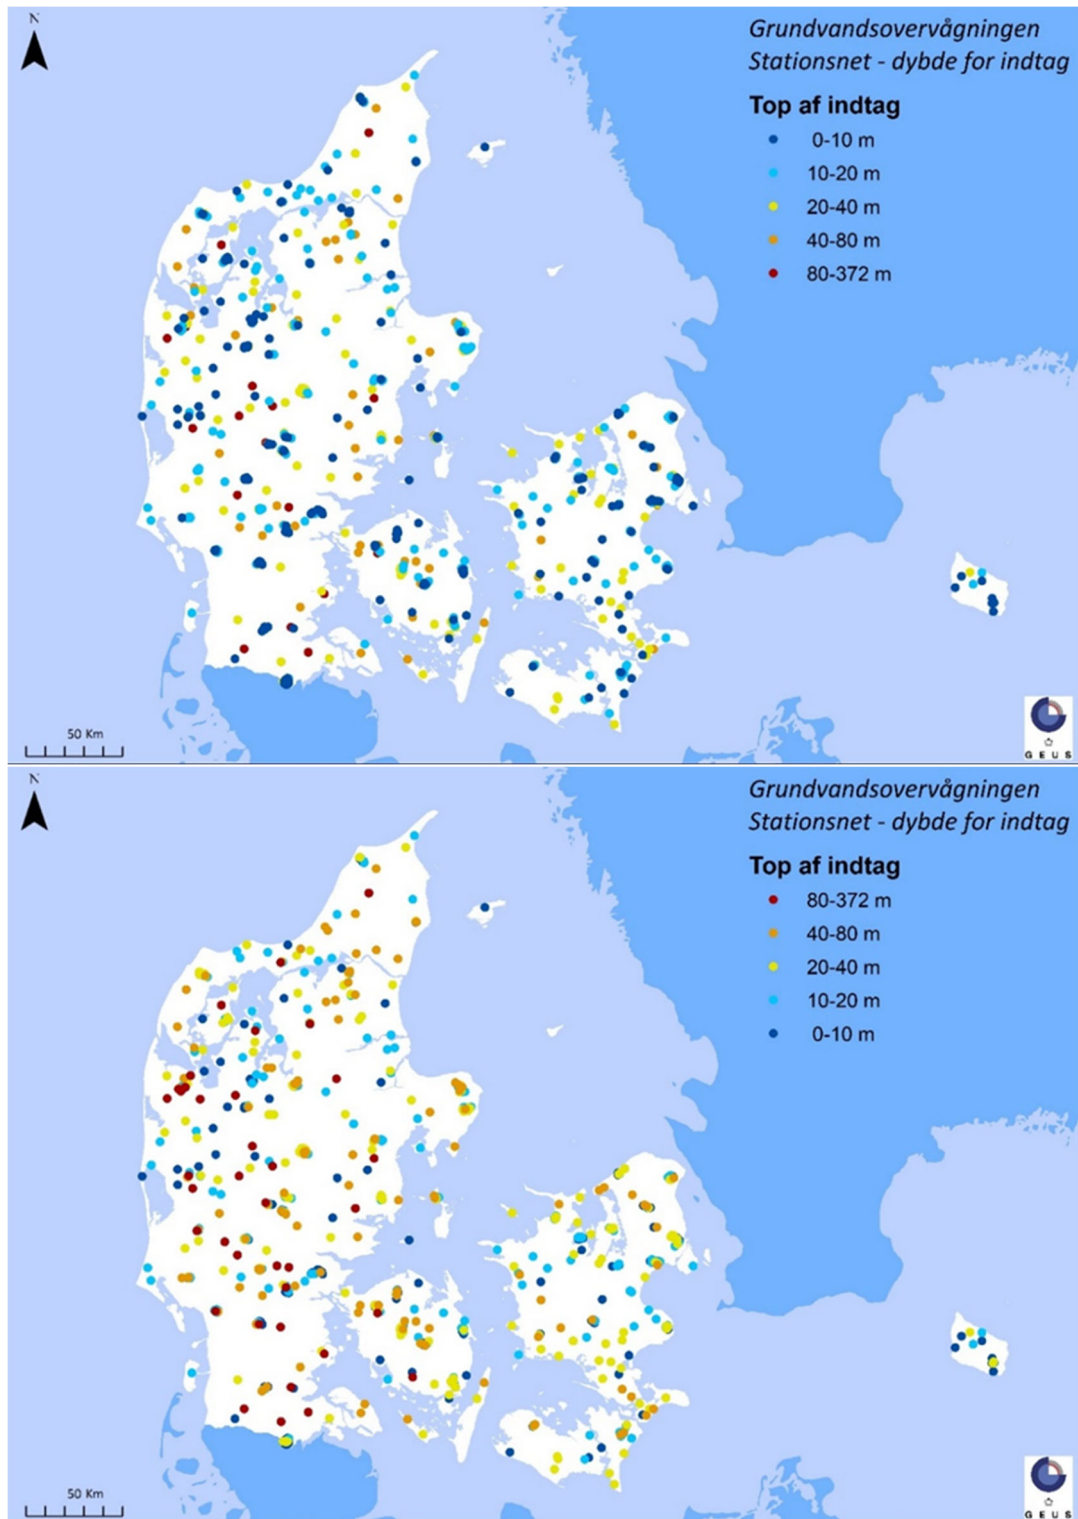 N
Grundvandsovervågningen
Stationsnet - dybde for indtag
Top af indtag
0-10 m
10-20 m
20-40 m
40-80 m
80-372 m
50 Km
G E U S
N
Grundvandsovervågningen
Stationsnet - dybde for indtag
Top af indtag
80-372 m
40-80 m
20-40 m
10-20 m
0-10 m
50 Km
G E U S